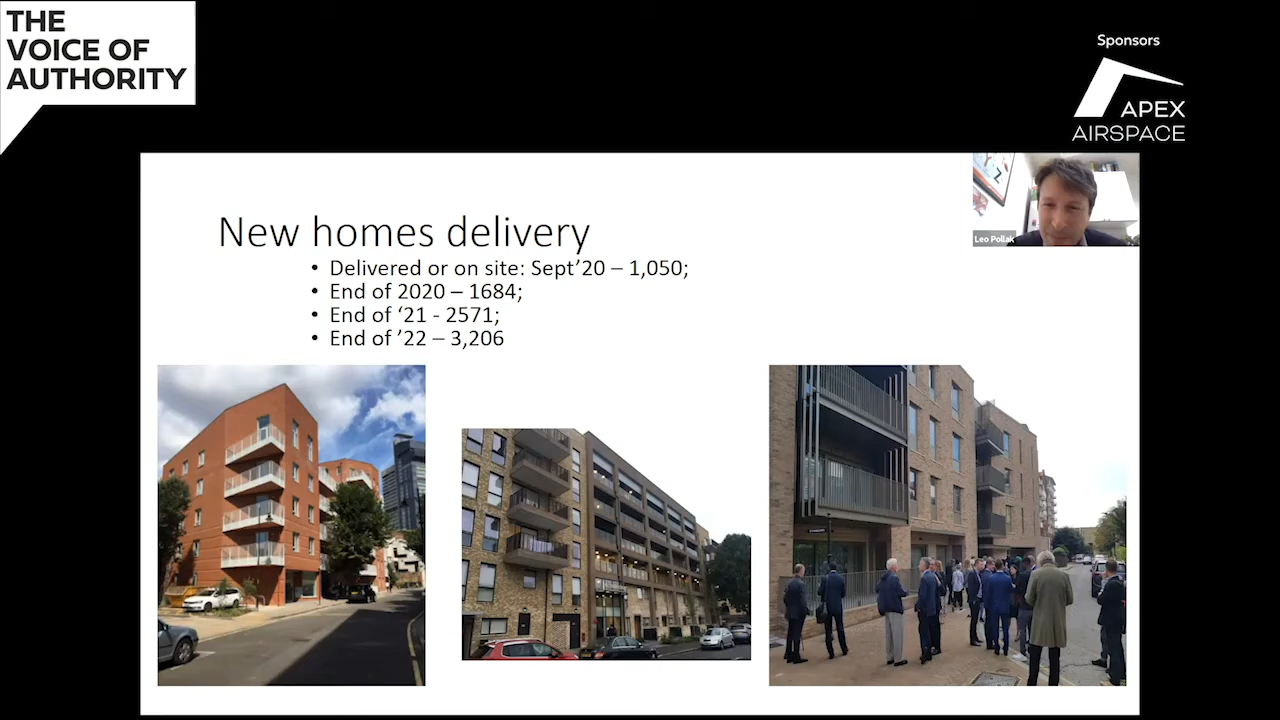 THE
VOICE OF
AUTHORITY
Sponsors
APEX
AIRSPACE
Leo Pollak
New homes delivery
• Delivered or on site: Sept’20 – 1,050;
• End of 2020 – 1684;
• End of ‘21 - 2571;
• End of ’22 – 3,206